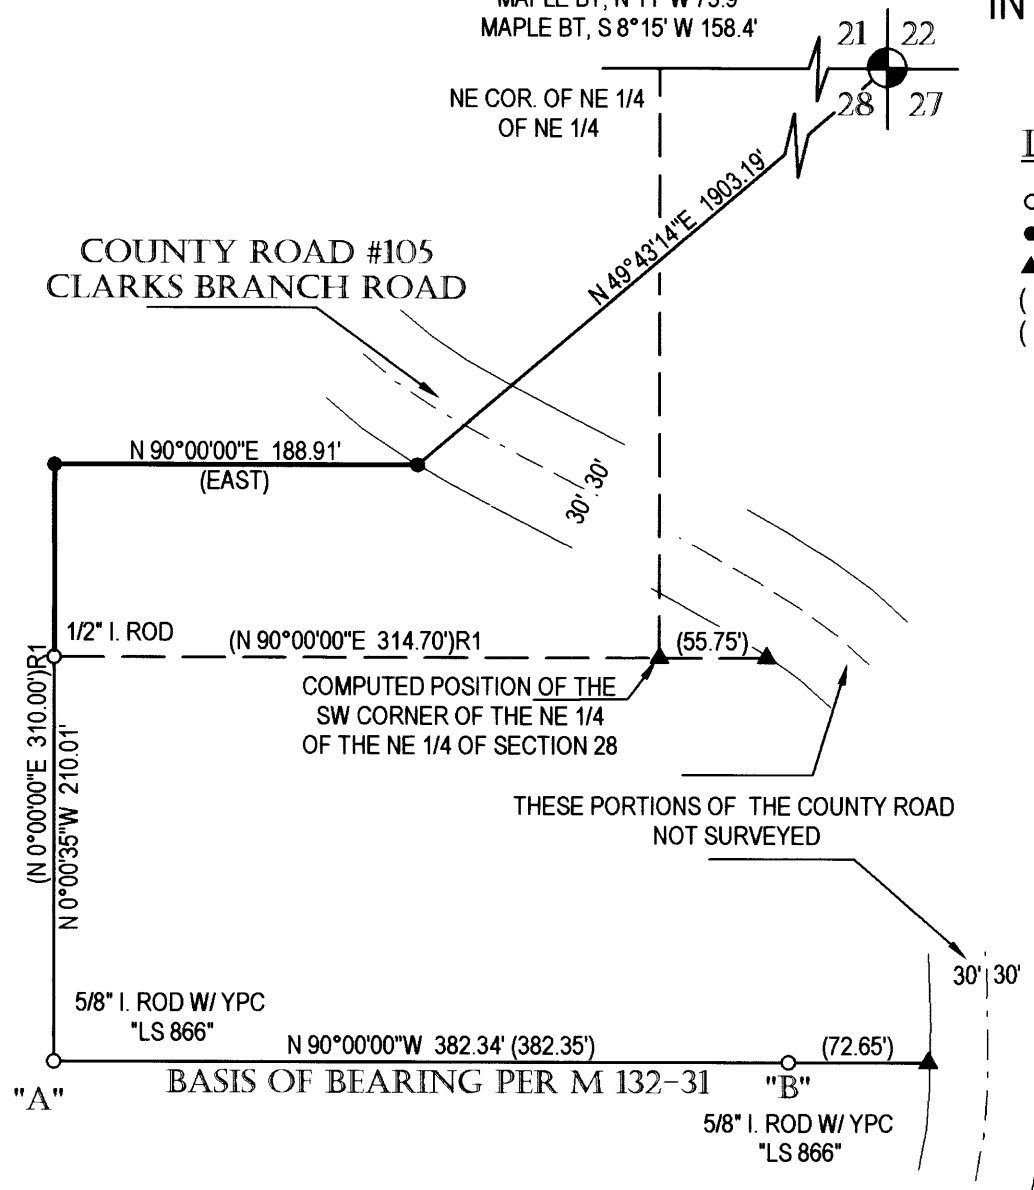 MAPLE BT, N 11° W 75.9'
IN
MAPLE BT, S 8°15' W 158.4'
21 22
28 27
NE COR. OF NE 1/4
OF NE 1/4
N 49°43'14"E 1903.19'
COUNTY ROAD #105
CLARKS BRANCH ROAD
(
(
N 90°00'00"E 188.91'
(EAST)
30' 30'
1/2" I. ROD
(N 90°00'00"E 314.70')R1
(55.75')
COMPUTED POSITION OF THE
SW CORNER OF THE NE 1/4
OF THE NE 1/4 OF SECTION 28
(N 0°00'00"E 310.00')R1
N 0°00'35"W 210.01'
THESE PORTIONS OF THE COUNTY ROAD
NOT SURVEYED
30' 30'
5/8" I. ROD W/ YPC
"LS 866"
N 90°00'00"W 382.34' (382.35')
(72.65')
"A"
BASIS OF BEARING PER M 132-31
"B"
5/8" I. ROD W/ YPC
"LS 866"